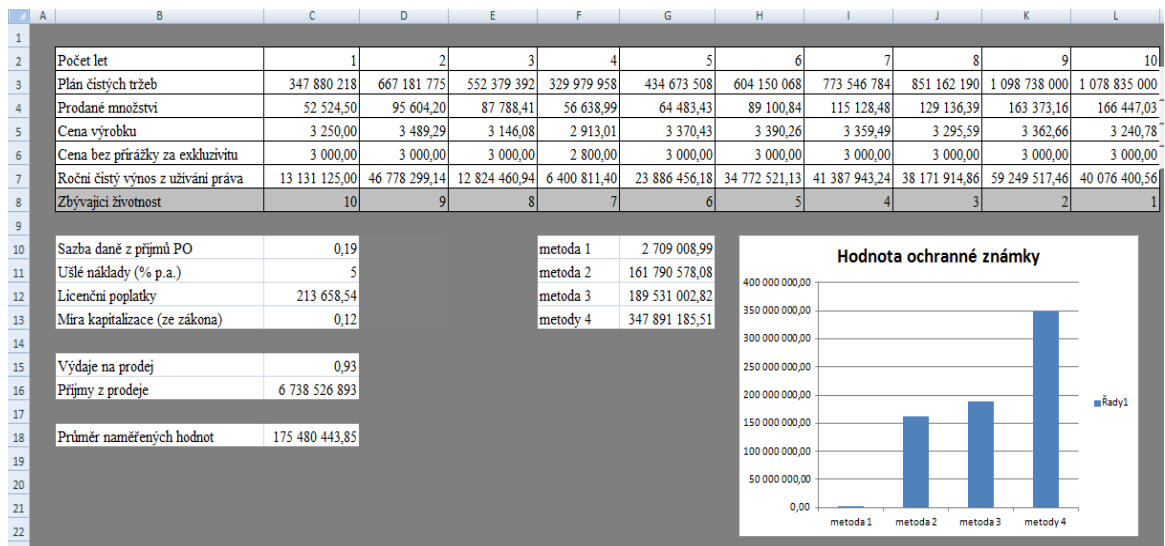 A B C D E F G H I J K L
1
2 Počet let 1 2 3 4 5 6 7 8 9 10
3 Plán čistých tržeb 347 880 218 667 181 775 552 379 392 329 979 958 434 673 508 604 150 068 773 546 784 851 162 190 1 098 738 000 1 078 835 000
4 Prodané množství 52 524,50 95 604,20 87 788,41 56 638,99 64 483,43 89 100,84 115 128,48 129 136,39 163 373,16 166 447,03
5 Cena výrobku 3 250,00 3 489,29 3 146,08 2 913,01 3 370,43 3 390,26 3 359,49 3 295,59 3 362,66 3 240,78
6 Cena bez přirážky za exkluzivitu 3 000,00 3 000,00 3 000,00 2 800,00 3 000,00 3 000,00 3 000,00 3 000,00 3 000,00 3 000,00
7 Roční čistý výnos z užívání práva 13 131 125,00 46 778 299,14 12 824 460,94 6 400 811,40 23 886 456,18 34 772 521,13 41 387 943,24 38 171 914,86 59 249 517,46 40 076 400,56
8 Zbývající životnost 10 9 8 7 6 5 4 3 2 1
9
10 Sazba daně z příjmů PO 0,19 metoda 1 2 709 008,99
11 Ušlé náklady (% p.a.) 5 metoda 2 161 790 578,08
12 Licenční poplatky 213 658,54 metoda 3 189 531 002,82
13 Míra kapitalizace (ze zákona) 0,12 metody 4 347 891 185,51
14
15 Výdaje na prodej 0,93
16 Příjmy z prodeje 6 738 526 893
17
18 Průměr naměřených hodnot 175 480 443,85
19
20
21
22
Hodnota ochranné známky
400 000 000,00
350 000 000,00
300 000 000,00
250 000 000,00
200 000 000,00
150 000 000,00
100 000 000,00
50 000 000,00
0,00
metoda 1 metoda 2 metoda 3 metody 4
Řady1